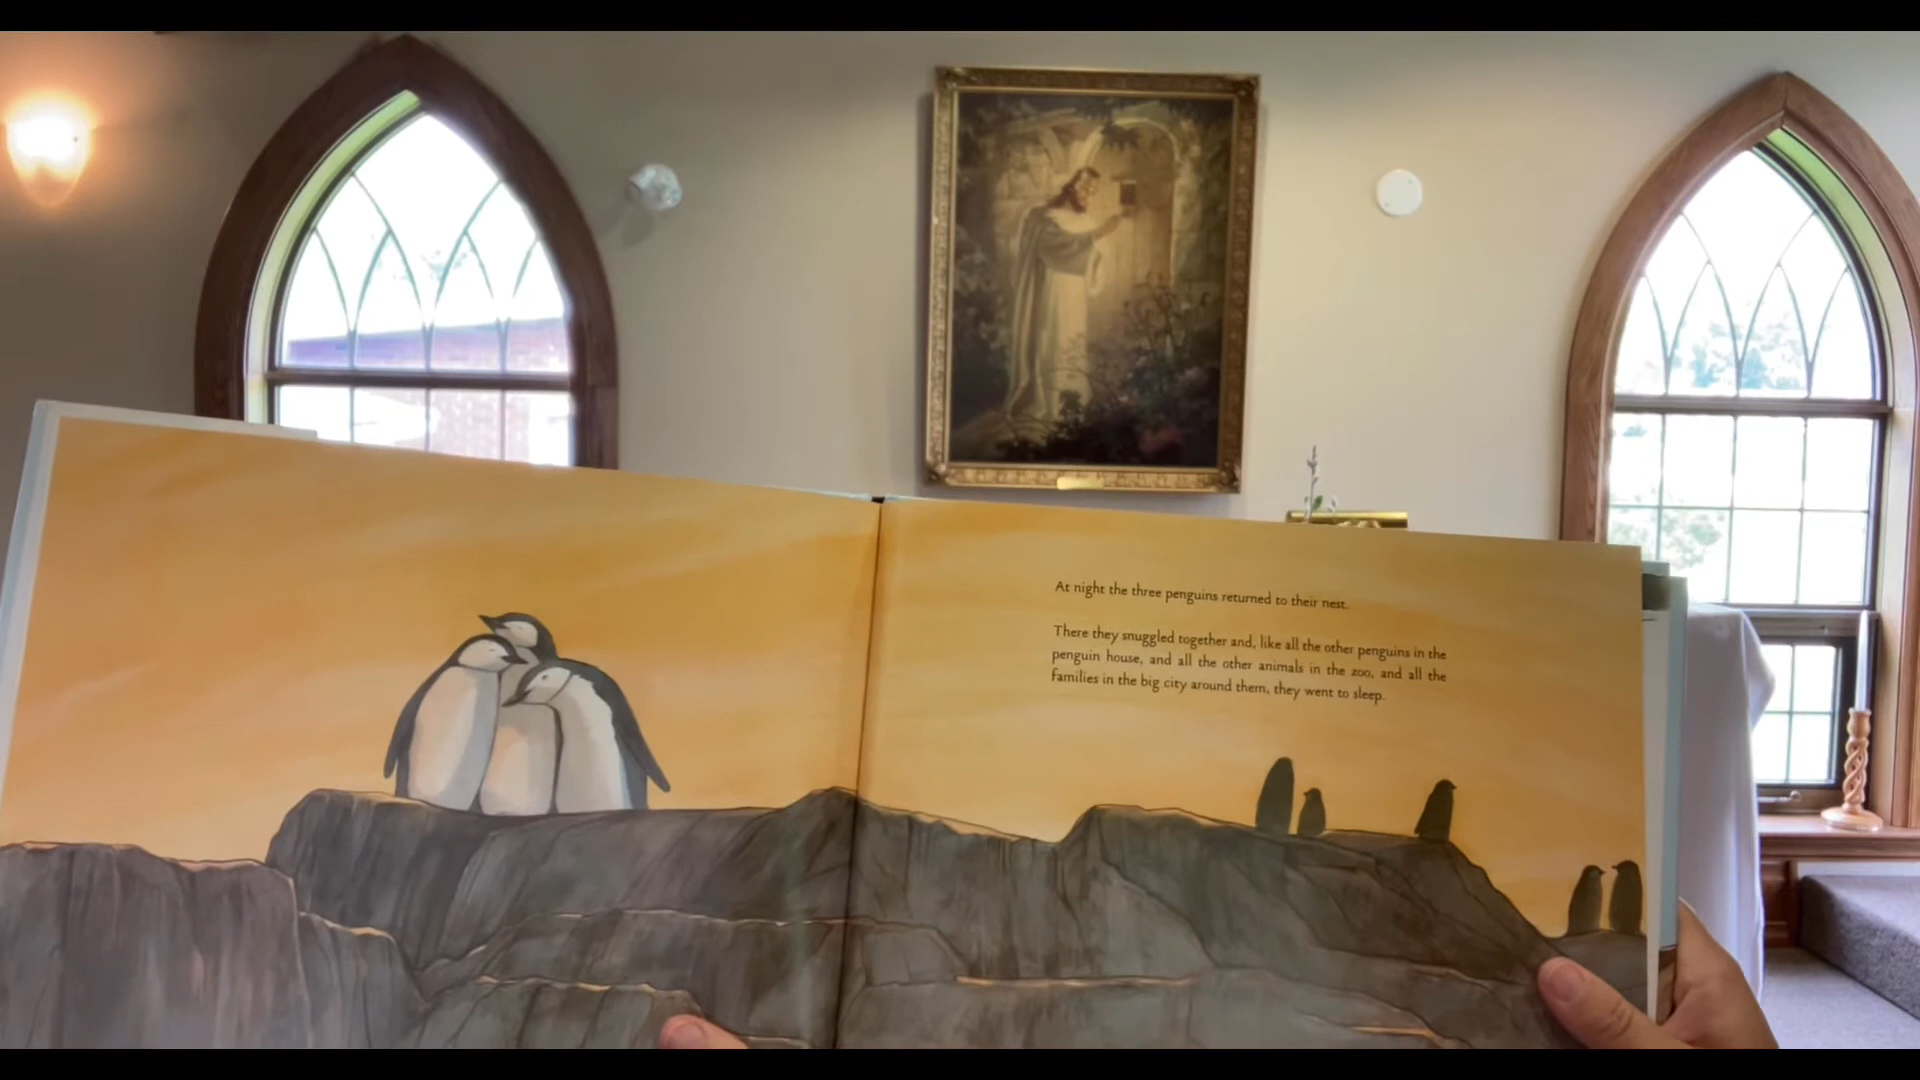 At night the three penguins returned to their nest.
There they snuggled together and, like all the other penguins in the
penguin house, and all the other animals in the zoo, and all the
families in the big city around them, they went to sleep.